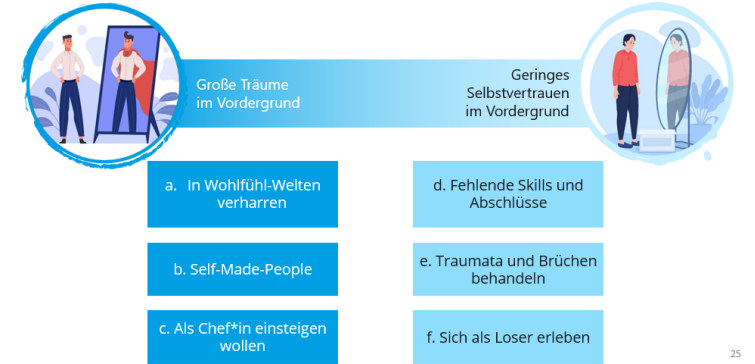 Große Träume
im Vordergrund
Geringes
Selbstvertrauen
im Vordergrund
a. In Wohlfühl-Welten
verharren
b. Self-Made-People
c. Als Chef*in einsteigen
wollen
d. Fehlende Skills und
Abschlüsse
e. Traumata und Brüchen
behandeln
f. Sich als Loser erleben
25